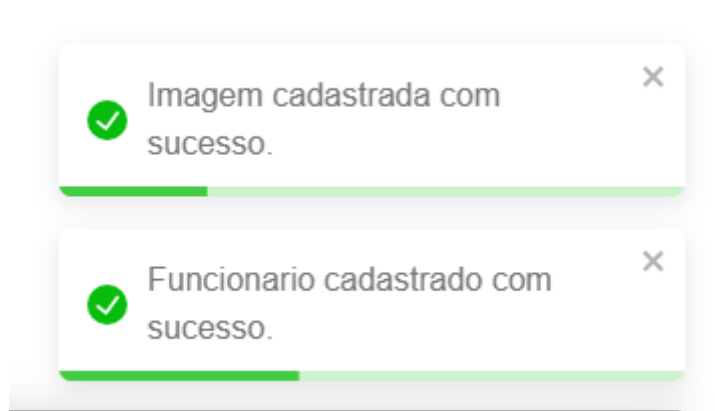 Imagem cadastrada com
sucesso.
Funcionario cadastrado com
sucesso.